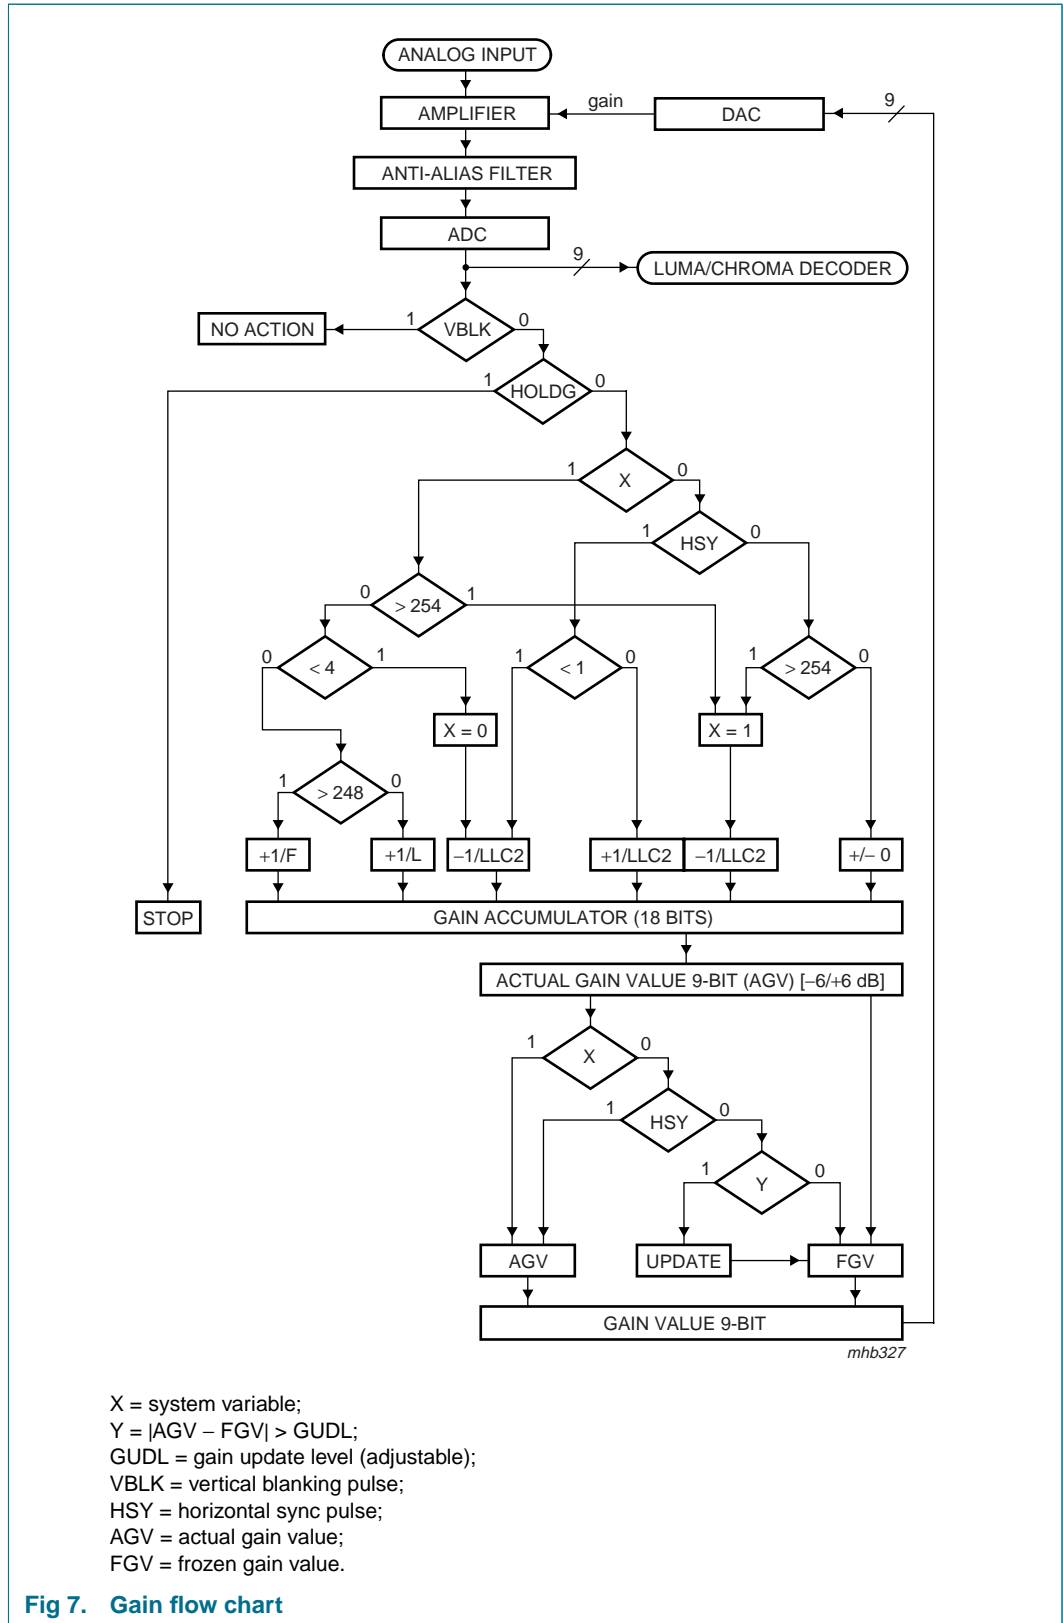 ANALOG INPUT
AMPLIFIER
gain
DAC
9
ANTI-ALIAS FILTER
ADC
9
LUMA/CHROMA DECODER
NO ACTION
1
VBLK
0
1
HOLDG
0
1
X
0
1
HSY
0
0
> 254
1
0
< 4
1
1
< 1
0
1
> 254
0
X = 0
X = 1
1
> 248
0
+1/F
+1/L
−1/LLC2
+1/LLC2
−1/LLC2
+/− 0
STOP
GAIN ACCUMULATOR (18 BITS)
ACTUAL GAIN VALUE 9-BIT (AGV) [−6/+6 dB]
1
X
0
1
HSY
0
1
Y
0
AGV
UPDATE
FGV
GAIN VALUE 9-BIT
mhb327
X = system variable;
Y = |AGV − FGV| > GUDL;
GUDL = gain update level (adjustable);
VBLK = vertical blanking pulse;
HSY = horizontal sync pulse;
AGV = actual gain value;
FGV = frozen gain value.
Fig 7. Gain flow chart